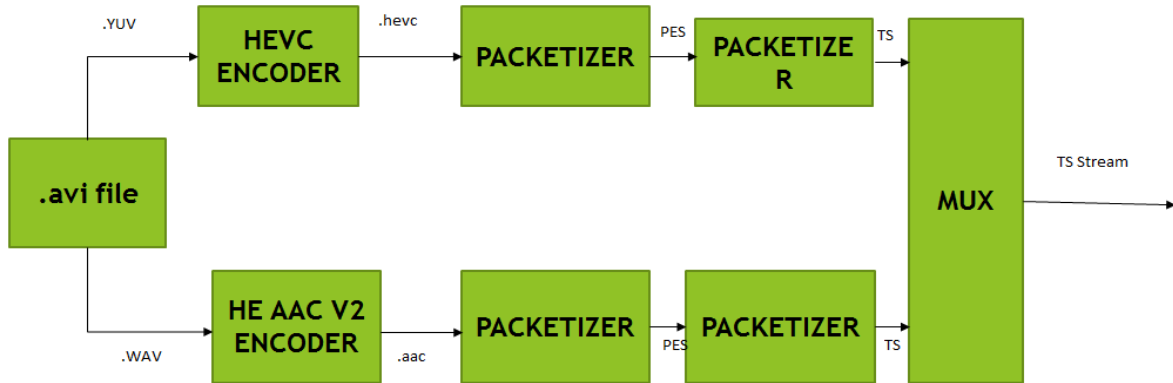 .YUV
HEVC
ENCODER
.hevc
PACKETIZER
PES
PACKETIZE
R
TS
.avi file
MUX
TS Stream
.WAV
HE AAC V2
ENCODER
.aac
PACKETIZER
PES
PACKETIZER
TS